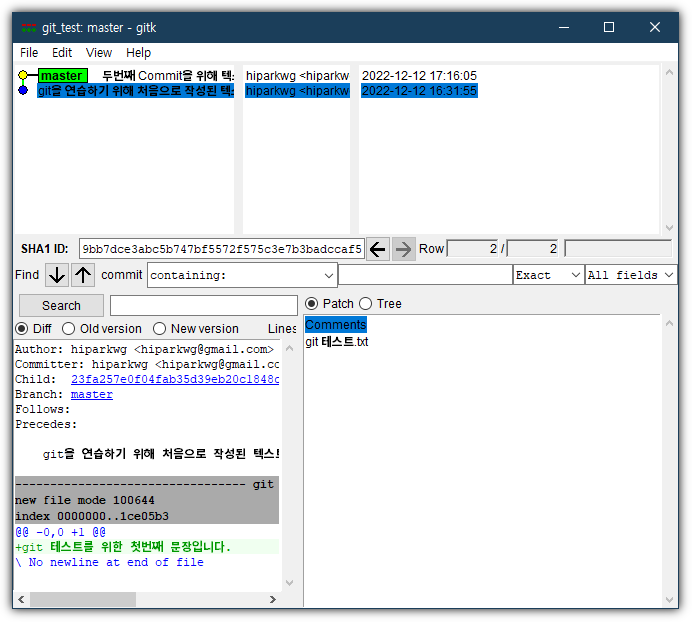 git_test: master - gitk
File Edit View Help
master 두번째 Commit을 위해 텍스 hiparkwg <hiparkw 2022-12-12 17:16:05
git을 연습하기 위해 처음으로 작성된 텍스 hiparkwg <hiparkw 2022-12-12 16:31:55
SHA1 ID: 9bb7dce3abc5b747bf5572f575c3e7b3badccaf5 Row 2 / 2
Find commit containing: Exact All fields
Search Patch Tree
Diff Old version New version Lines
Comments
git 테스트.txt
Author: hiparkwg <hiparkwg@gmail.com>
Committer: hiparkwg <hiparkwg@gmail.co
Child: 23fa257e0f04fab35d39eb20c1848c
Branch: master
Follows:
Precedes:
git을 연습하기 위해 처음으로 작성된 텍스트
-------------------------------- git
new file mode 100644
index 0000000..1ce05b3
@@ -0,0 +1 @@
+git 테스트를 위한 첫번째 문장입니다.
\ No newline at end of file